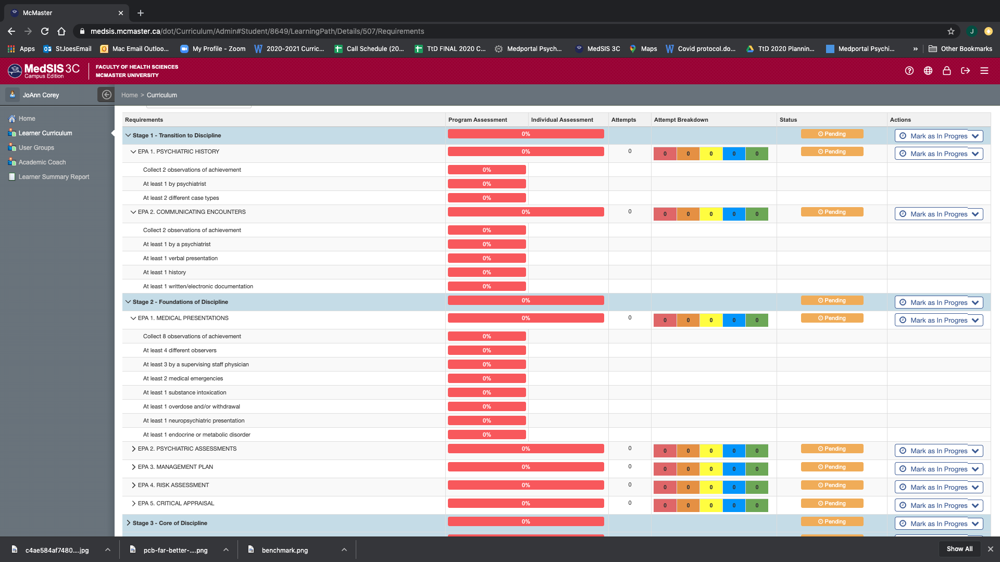 McMaster
medsis.mcmaster.ca/dot/Curriculum/Admin#Student/8649/LearningPath/Details/507/Requirements
J
Apps StJoesEmail Mac Email Outloo... My Profile - Zoom 2020-2021 Curric... Call Schedule (20... TtD FINAL 2020 C... Medportal Psych... MedSIS 3C Maps Covid protocol.do... TtD 2020 Plannin... Medportal Psychi... » Other Bookmarks
MedSIS 3C
Campus Edition
FACULTY OF HEALTH SCIENCES
MCMASTER UNIVERSITY
JoAnn Corey
Home > Curriculum
Home
Learner Curriculum
User Groups
Academic Coach
Learner Summary Report
Requirements Program Assessment Individual Assessment Attempts Attempt Breakdown Status Actions
Stage 1 - Transition to Discipline 0% Pending Mark as In Progres
EPA 1. PSYCHIATRIC HISTORY 0% 0 0 0 0 0 0 Pending Mark as In Progres
Collect 2 observations of achievement 0%
At least 1 by psychiatrist 0%
At least 2 different case types 0%
EPA 2. COMMUNICATING ENCOUNTERS 0% 0 0 0 0 0 0 Pending Mark as In Progres
Collect 2 observations of achievement 0%
At least 1 by a psychiatrist 0%
At least 1 verbal presentation 0%
At least 1 history 0%
At least 1 written/electronic documentation 0%
Stage 2 - Foundations of Discipline 0% Pending Mark as In Progres
EPA 1. MEDICAL PRESENTATIONS 0% 0 0 0 0 0 0 Pending Mark as In Progres
Collect 8 observations of achievement 0%
At least 4 different observers 0%
At least 3 by a supervising staff physician 0%
At least 2 medical emergencies 0%
At least 1 substance intoxication 0%
At least 1 overdose and/or withdrawal 0%
At least 1 neuropsychiatric presentation 0%
At least 1 endocrine or metabolic disorder 0%
EPA 2. PSYCHIATRIC ASSESSMENTS 0% 0 0 0 0 0 0 Pending Mark as In Progres
EPA 3. MANAGEMENT PLAN 0% 0 0 0 0 0 0 Pending Mark as In Progres
EPA 4. RISK ASSESSMENT 0% 0 0 0 0 0 0 Pending Mark as In Progres
EPA 5. CRITICAL APPRAISAL 0% 0 0 0 0 0 0 Pending Mark as In Progres
Stage 3 - Core of Discipline 0% Pending Mark as In Progres
c4ae584af7480....jpg pcb-far-better-....png benchmark.png Show All